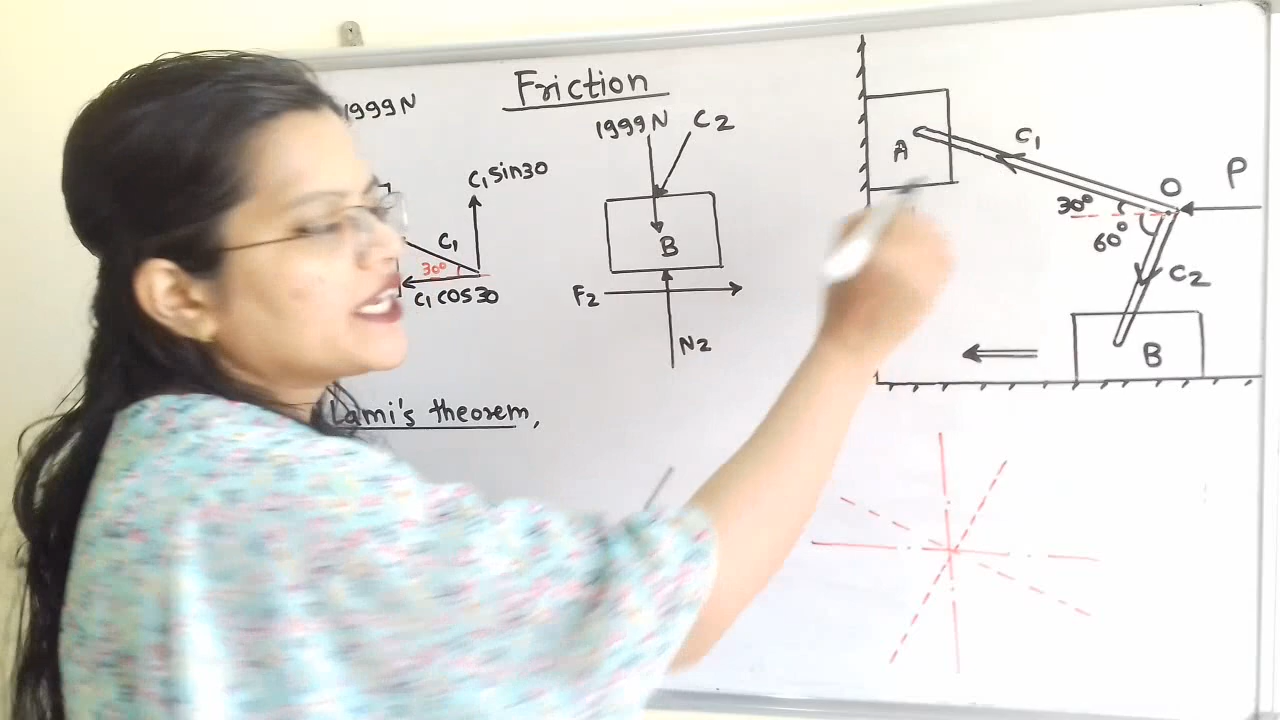 Friction
1999N
C₁sin30
C₁
30°
C₁cos30
1999N C₂
B
F₂
N₂
Lami's theorem,
A
C₁
O
P
30°
60°
C₂
B